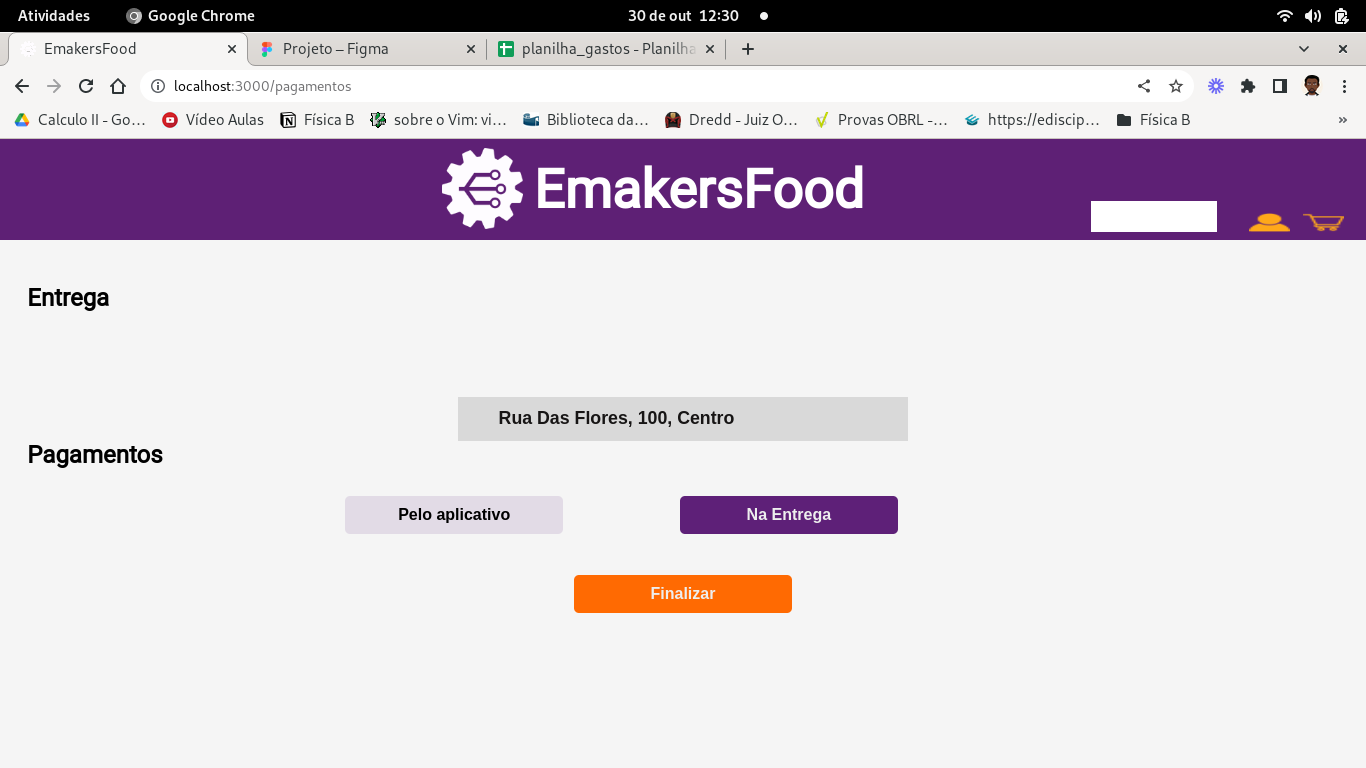 Atividades Google Chrome 30 de out 12:30
EmakersFood Projeto – Figma planilha_gastos - Planilha
localhost:3000/pagamentos
Calculo II - Go… Vídeo Aulas Física B sobre o Vim: vi… Biblioteca da… Dredd - Juiz O… Provas OBRL -… https://ediscip… Física B »
EmakersFood
Entrega
Rua Das Flores, 100, Centro
Pagamentos
Pelo aplicativo Na Entrega
Finalizar